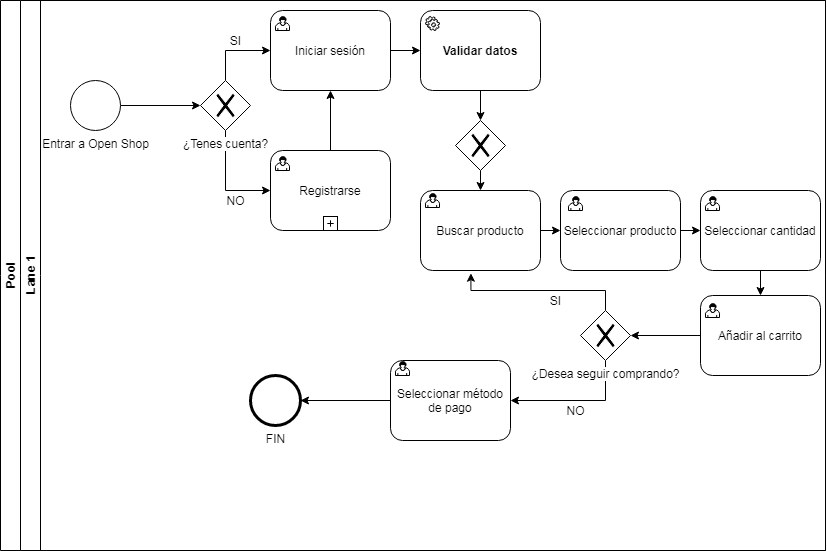 Pool
Lane 1
Entrar a Open Shop
¿Tenes cuenta?
SI
Iniciar sesión
Validar datos
NO
Registrarse
Buscar producto
Seleccionar producto
Seleccionar cantidad
Añadir al carrito
SI
¿Desea seguir comprando?
NO
Seleccionar método
de pago
FIN